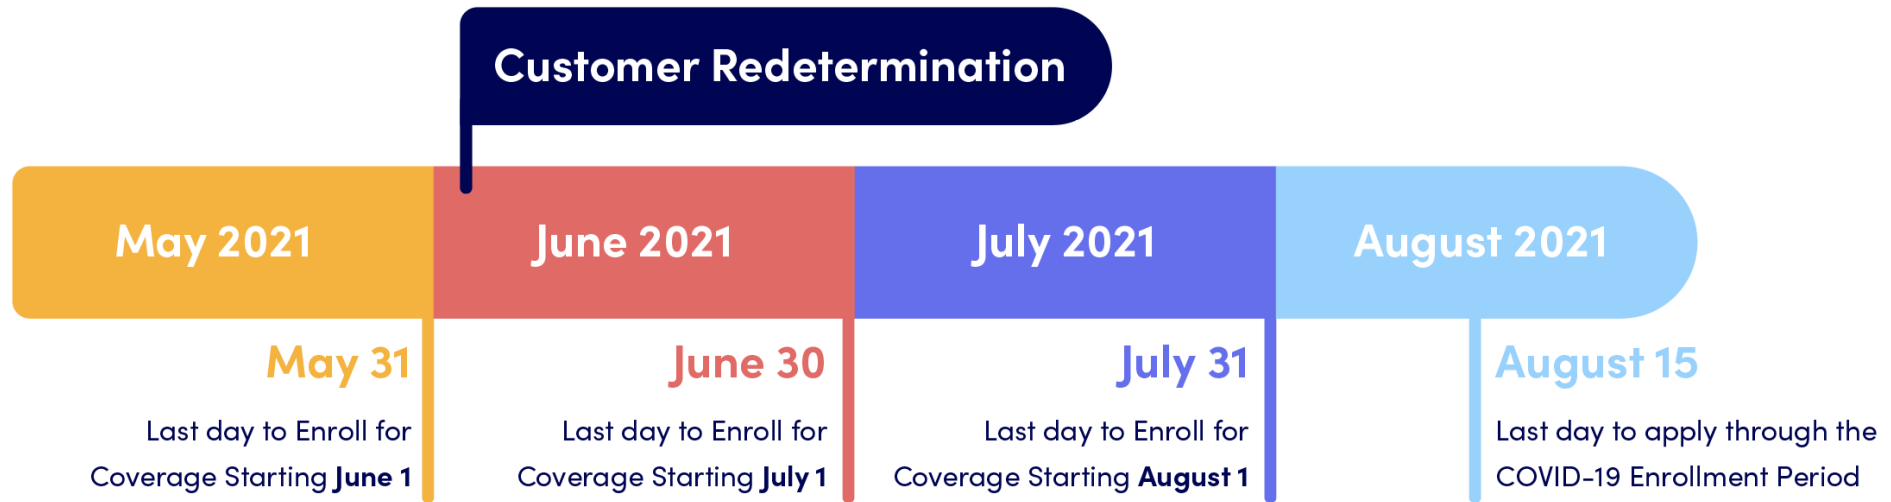 Customer Redetermination
May 2021
June 2021
July 2021
August 2021
May 31
Last day to Enroll for
Coverage Starting June 1
June 30
Last day to Enroll for
Coverage Starting July 1
July 31
Last day to Enroll for
Coverage Starting August 1
August 15
Last day to apply through the
COVID-19 Enrollment Period